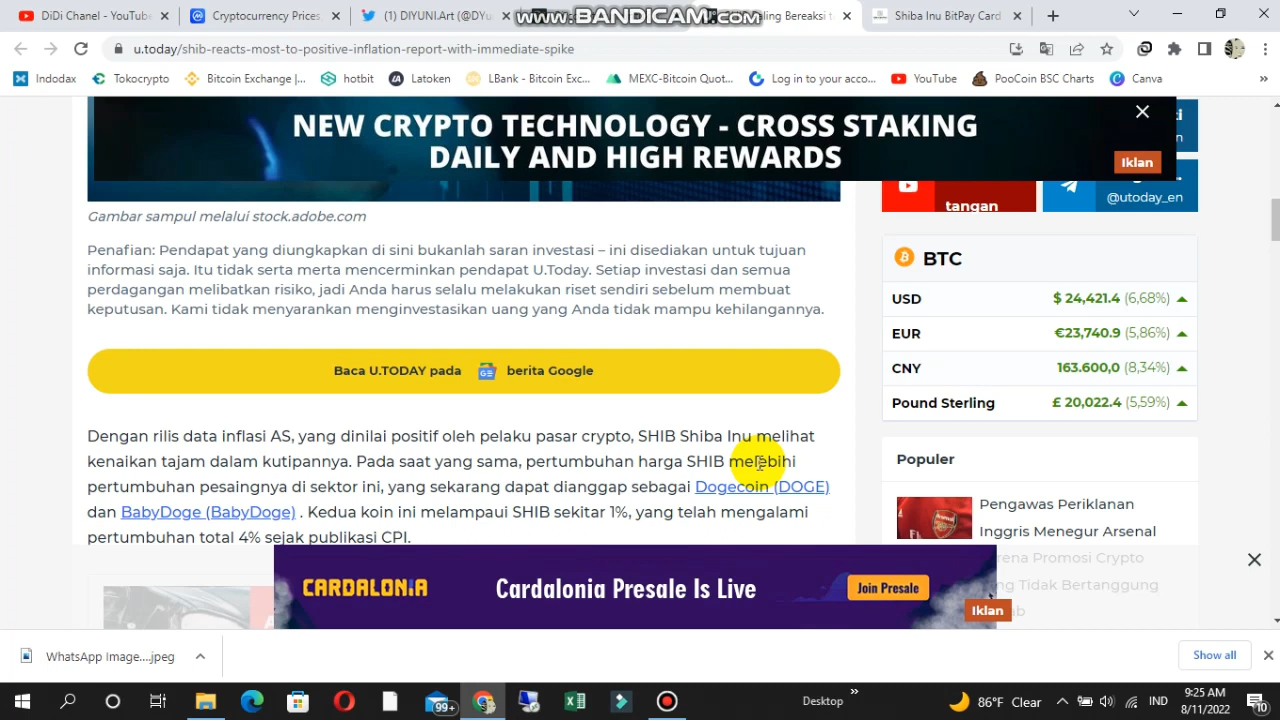 DiDi Chanel - YouTube
Cryptocurrency Prices
(1) DIYUNI.Art (@DYu
www.BANDICAM.com
ling Bereaksi t
Shiba Inu BitPay Card
u.today/shib-reacts-most-to-positive-inflation-report-with-immediate-spike
Indodax
Tokocrypto
Bitcoin Exchange |...
hotbit
Latoken
LBank - Bitcoin Exc...
MEXC-Bitcoin Quot...
Log in to your acco...
YouTube
PooCoin BSC Charts
Canva
NEW CRYPTO TECHNOLOGY - CROSS STAKING
DAILY AND HIGH REWARDS
Iklan
tangan
@utoday_en
Gambar sampul melalui stock.adobe.com
Penafian: Pendapat yang diungkapkan di sini bukanlah saran investasi – ini disediakan untuk tujuan
informasi saja. Itu tidak serta merta mencerminkan pendapat U.Today. Setiap investasi dan semua
perdagangan melibatkan risiko, jadi Anda harus selalu melakukan riset sendiri sebelum membuat
keputusan. Kami tidak menyarankan menginvestasikan uang yang Anda tidak mampu kehilangannya.
Baca U.TODAY pada GE berita Google
Dengan rilis data inflasi AS, yang dinilai positif oleh pelaku pasar crypto, SHIB Shiba Inu melihat
kenaikan tajam dalam kutipannya. Pada saat yang sama, pertumbuhan harga SHIB melebihi
pertumbuhan pesaingnya di sektor ini, yang sekarang dapat dianggap sebagai Dogecoin (DOGE)
dan BabyDoge (BabyDoge) . Kedua koin ini melampaui SHIB sekitar 1%, yang telah mengalami
pertumbuhan total 4% sejak publikasi CPI.
BTC
USD $ 24,421.4 (6,68%)
EUR €23,740.9 (5,86%)
CNY 163.600,0 (8,34%)
Pound Sterling £ 20,022.4 (5,59%)
Populer
Pengawas Periklanan
Inggris Menegur Arsenal
rena Promosi Crypto
ng Tidak Bertanggung
CARDALONIA
Cardalonia Presale Is Live
Join Presale
Iklan
WhatsApp Image....jpeg
Show all
99+
Desktop
86°F Clear
IND
9:25 AM
8/11/2022
10